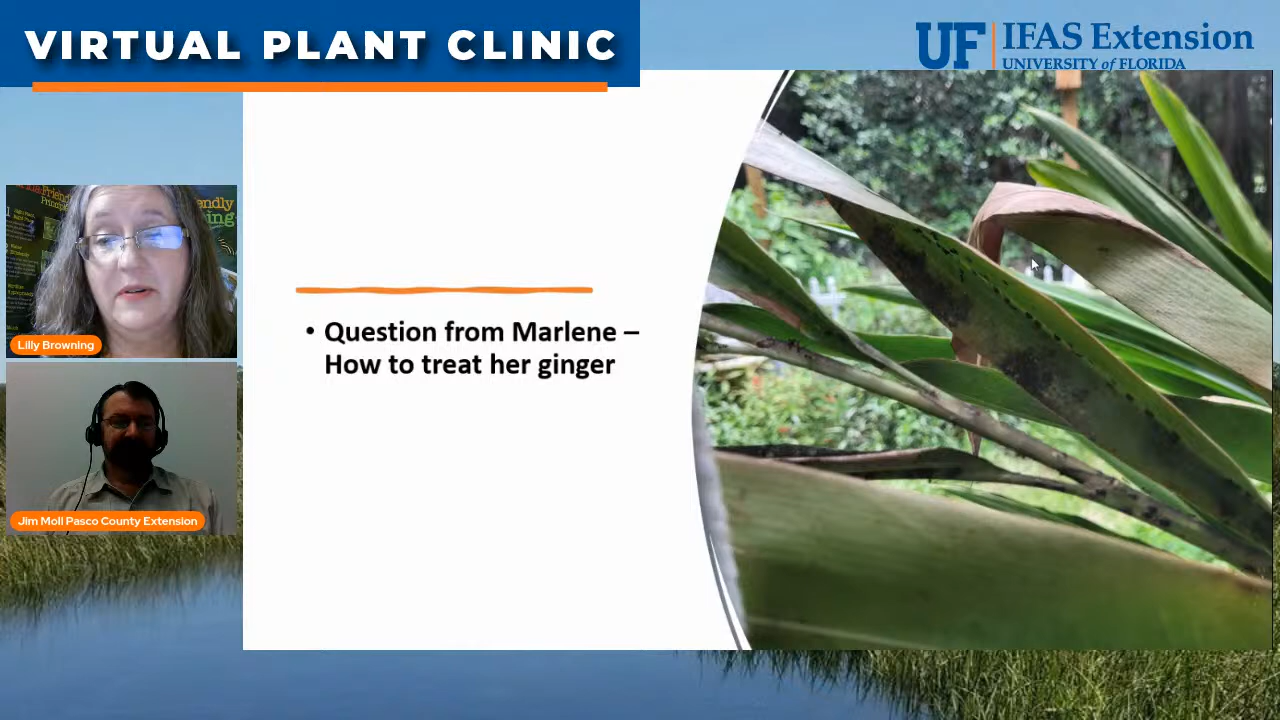 VIRTUAL PLANT CLINIC
UF IFAS Extension
UNIVERSITY of FLORIDA
endly
Lilly Browning
Jim Moll Pasco County Extension
• Question from Marlene –
How to treat her ginger